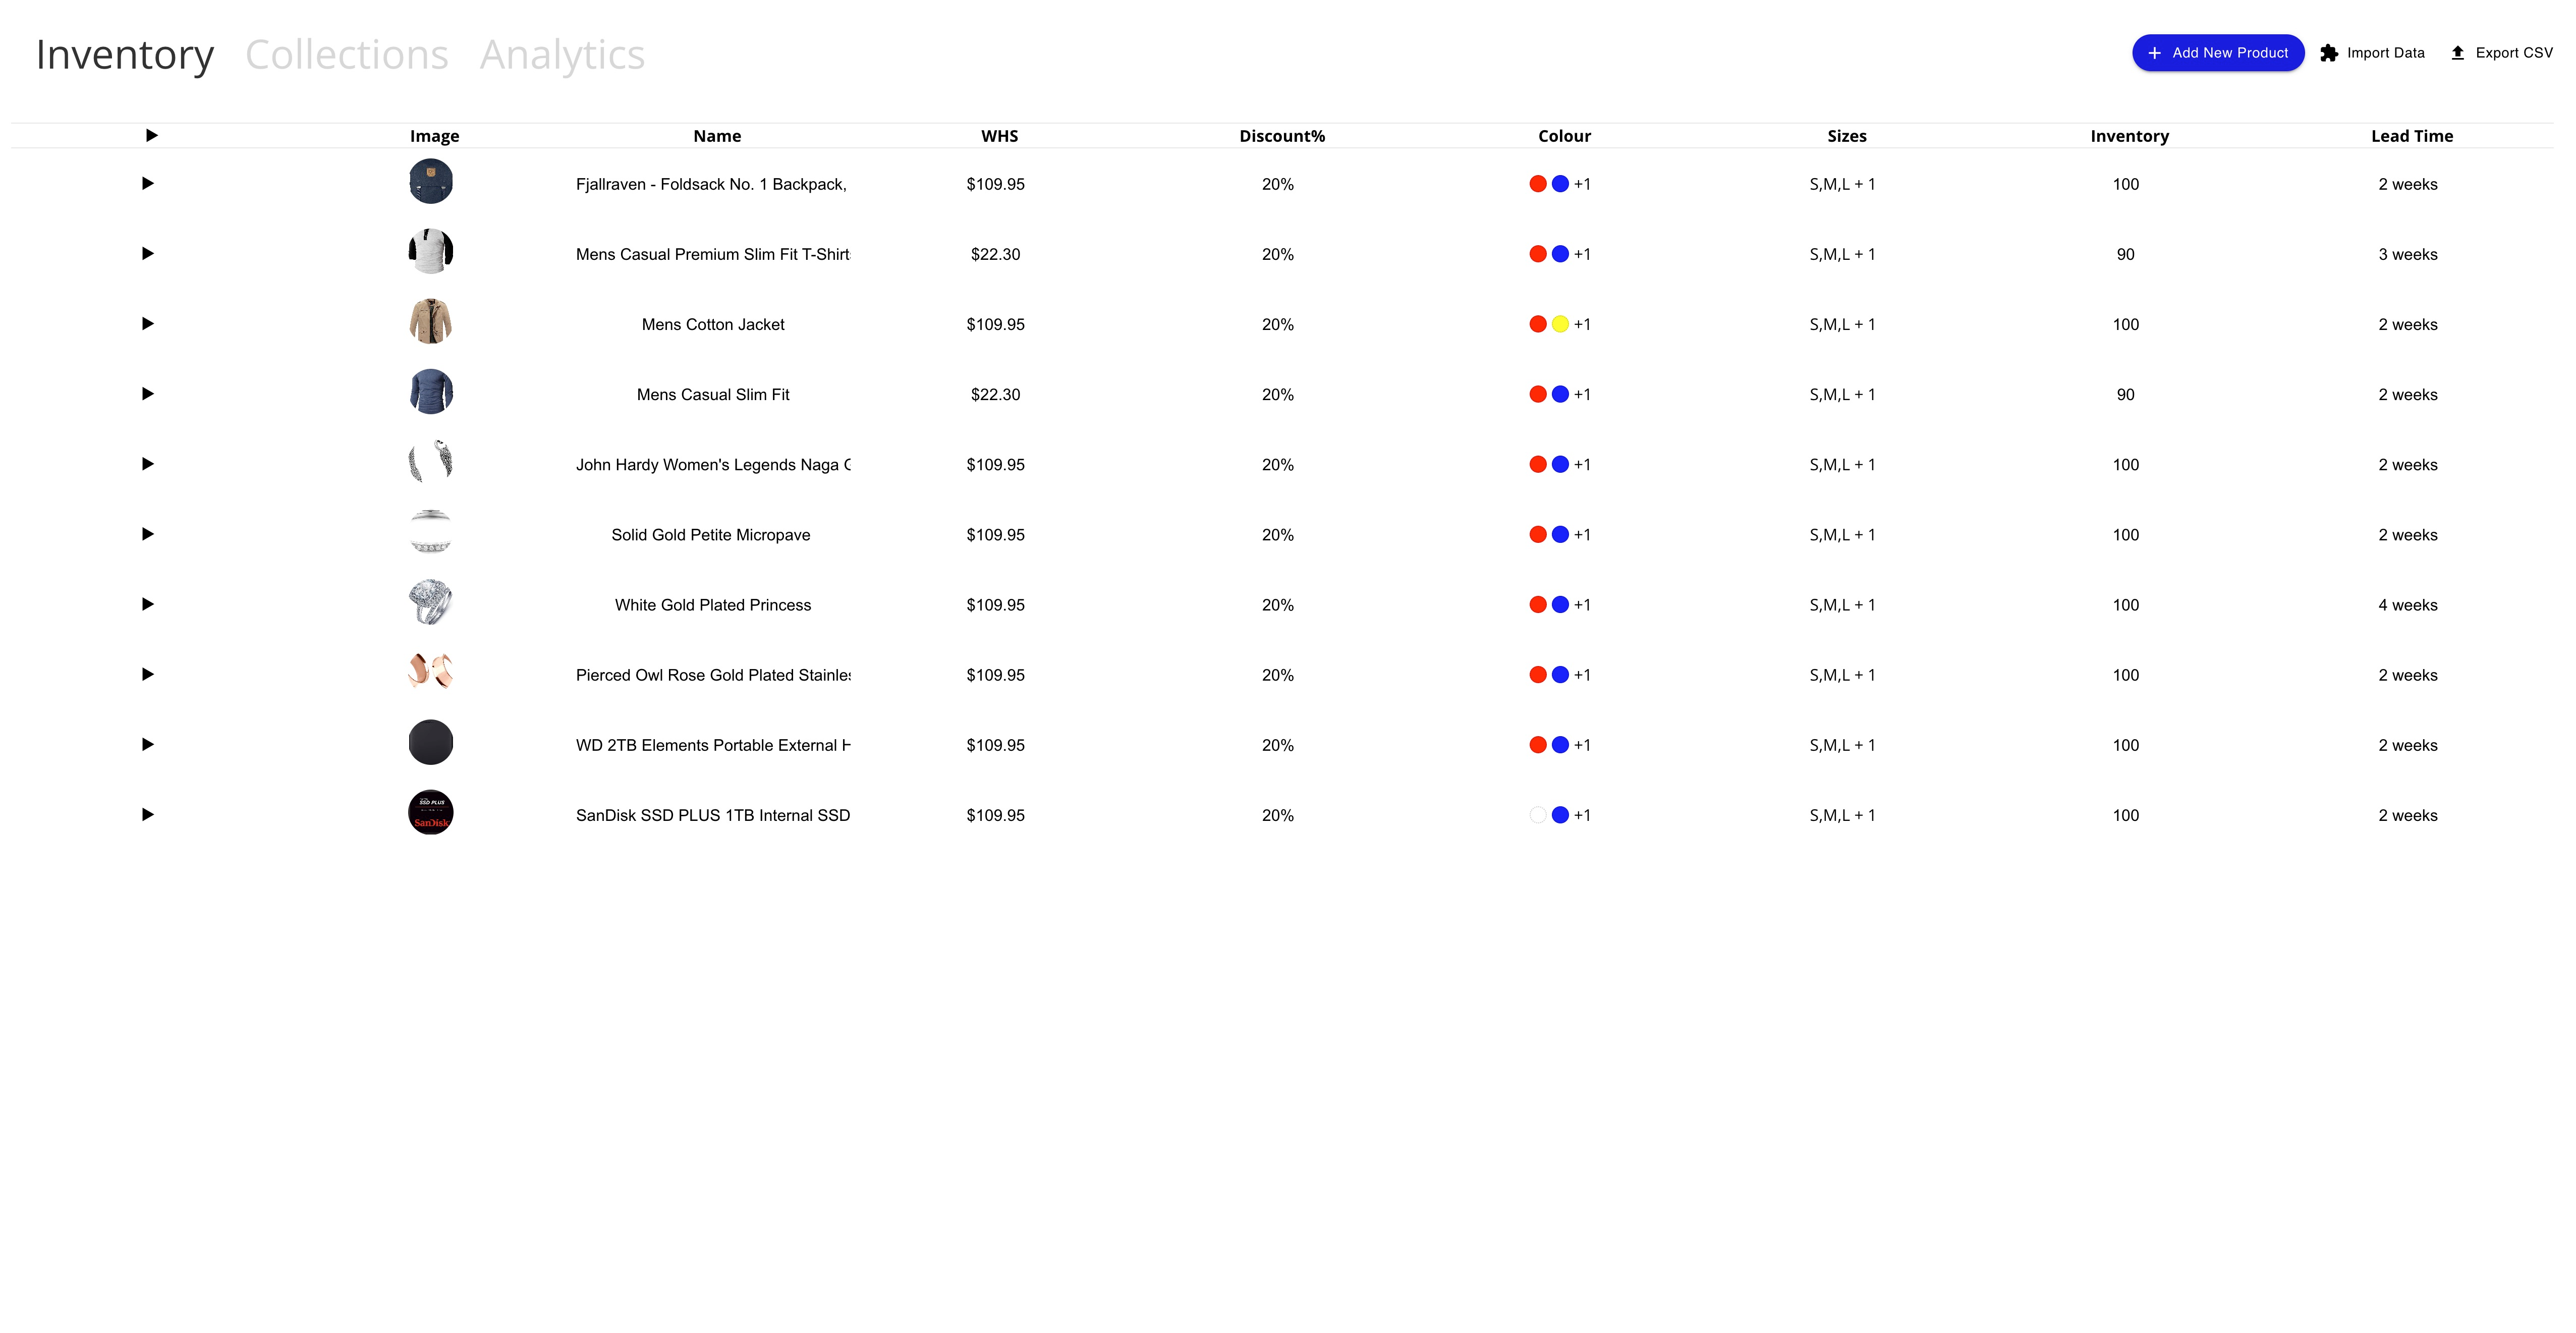 Inventory Collections Analytics
Add New Product Import Data Export CSV
Image Name WHS Discount% Colour Sizes Inventory Lead Time
Fjallraven - Foldsack No. 1 Backpack, $109.95 20% +1 S,M,L + 1 100 2 weeks
Mens Casual Premium Slim Fit T-Shirt $22.30 20% +1 S,M,L + 1 90 3 weeks
Mens Cotton Jacket $109.95 20% +1 S,M,L + 1 100 2 weeks
Mens Casual Slim Fit $22.30 20% +1 S,M,L + 1 90 2 weeks
John Hardy Women's Legends Naga $109.95 20% +1 S,M,L + 1 100 2 weeks
Solid Gold Petite Micropave $109.95 20% +1 S,M,L + 1 100 2 weeks
White Gold Plated Princess $109.95 20% +1 S,M,L + 1 100 4 weeks
Pierced Owl Rose Gold Plated Stainles $109.95 20% +1 S,M,L + 1 100 2 weeks
WD 2TB Elements Portable External $109.95 20% +1 S,M,L + 1 100 2 weeks
SSD PLUS
SanDisk
SanDisk SSD PLUS 1TB Internal SSD $109.95 20% +1 S,M,L + 1 100 2 weeks